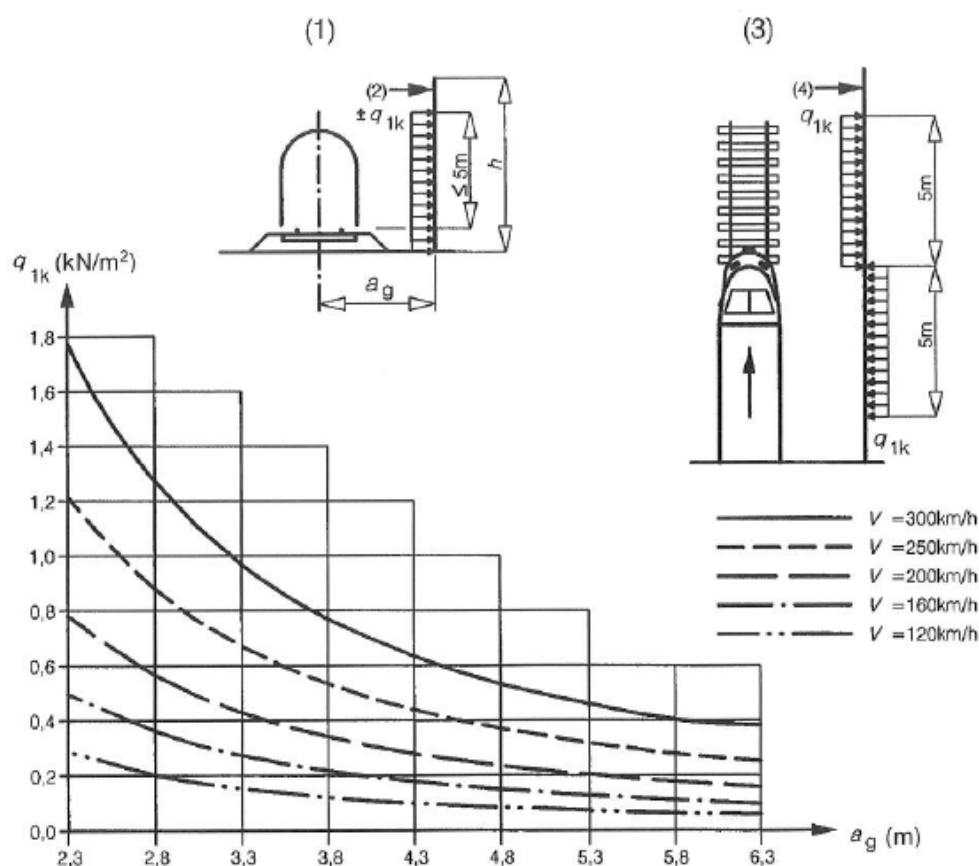 (1)
(3)
(2)
± q1k
≤ 5m
h
ag
(4)
q1k
5m
5m
q1k
q1k (kN/m²)
1,8
1,6
1,4
1,2
1,0
0,8
0,6
0,4
0,2
0,0
2,3 2,8 3,3 3,8 4,3 4,8 5,3 5,8 6,3
ag (m)
V =300km/h
V =250km/h
V =200km/h
V =160km/h
V =120km/h